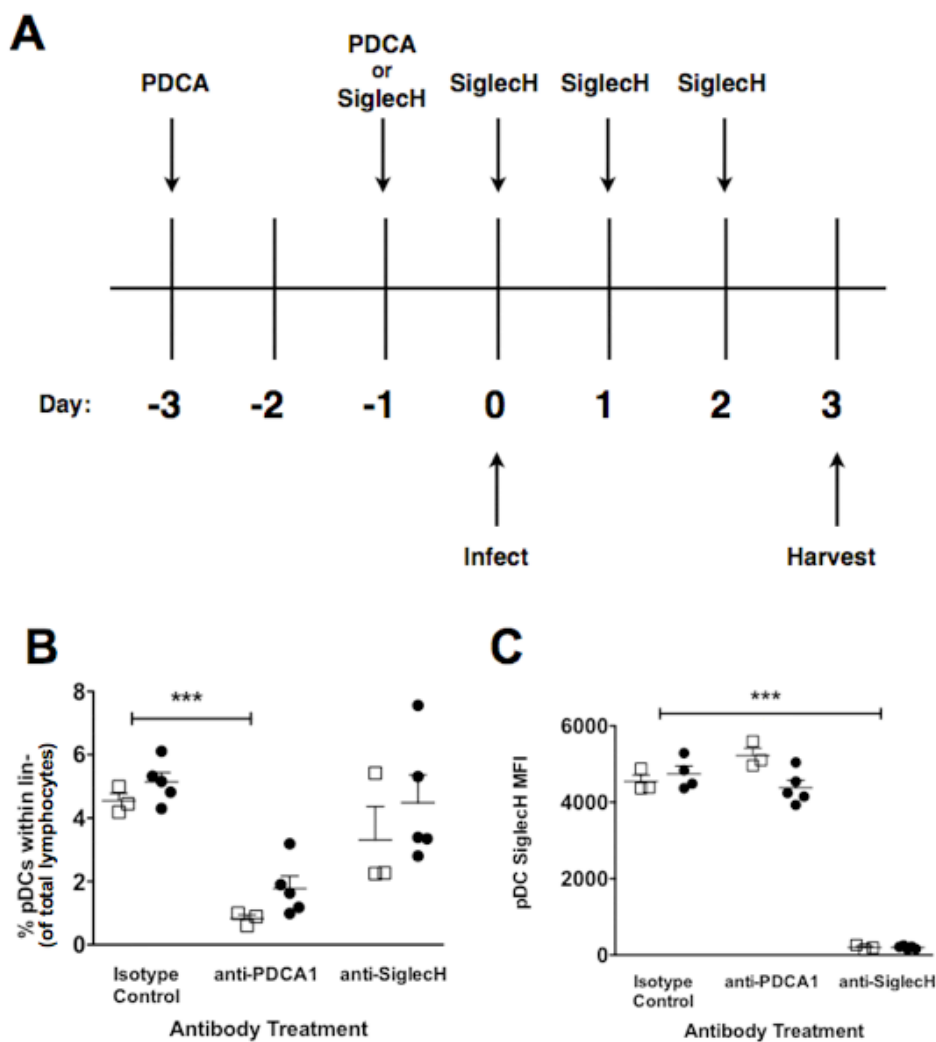 A
PDCA
PDCA
or
SiglecH
SiglecH
SiglecH
SiglecH
Day:
-3
-2
-1
0
1
2
3
Infect
Harvest
B
% pDCs within lin-
(of total lymphocytes)
8
6
4
2
0
***
Isotype
Control
anti-PDCA1
anti-SiglecH
Antibody Treatment
C
pDC SiglecH MFI
6000
4000
2000
0
***
Isotype
Control
anti-PDCA1
anti-SiglecH
Antibody Treatment